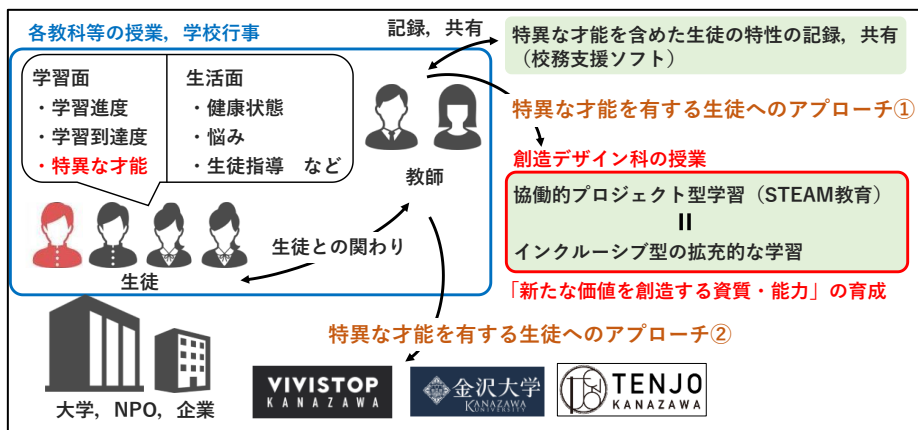 各教科等の授業，学校行事
記録，共有
特異な才能を含めた生徒の特性の記録，共有
（校務支援ソフト）
学習面
・学習進度
・学習到達度
・特異な才能
生活面
・健康状態
・悩み
・生徒指導　など
教師
特異な才能を有する生徒へのアプローチ①
創造デザイン科の授業
協働的プロジェクト型学習（STEAM教育）
=
インクルーシブ型の拡充的な学習
「新たな価値を創造する資質・能力」の育成
生徒との関わり
生徒
特異な才能を有する生徒へのアプローチ②
大学，NPO，企業
VIVISTOP
KANAZAWA
金沢大学
KANAZAWA
UNIVERSITY
TENJO
KANAZAWA